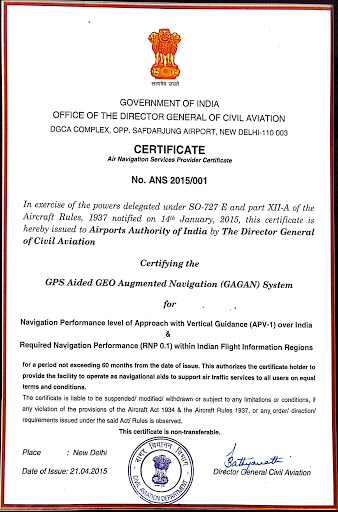 सत्यमेव जयते
GOVERNMENT OF INDIA
OFFICE OF THE DIRECTOR GENERAL OF CIVIL AVIATION
DGCA COMPLEX, OPP. SAFDARJUNG AIRPORT, NEW DELHI-110 003
CERTIFICATE
Air Navigation Services Provider Certificate
No. ANS 2015/001
In exercise of the powers delegated under SO-727 E and part XII-A of the
Aircraft Rules, 1937 notified on 14th January, 2015, this certificate is
hereby issued to Airports Authority of India by The Director General
of Civil Aviation
Certifying the
GPS Aided GEO Augmented Navigation (GAGAN) System
for
Navigation Performance level of Approach with Vertical Guidance (APV-1) over India
&
Required Navigation Performance (RNP 0.1) within Indian Flight Information Regions
for a period not exceeding 60 months from the date of issue. This authorizes the certificate holder to
provide the facility to operate as navigational aids to support air traffic services to all users on equal
terms and conditions.
The certificate is liable to be suspended/ modified/ withdrawn or subject to any limitations or conditions, if
any violation of the provisions of the Aircraft Act 1934 & the Aircraft Rules 1937, or any order/ direction/
requirements issued under the said Act/ Rules is observed.
This certificate is non-transferable.
Place : New Delhi
Date of Issue: 21.04.2015
नागर विमानन विभाग
CIVIL AVIATION DEPARTMENT
Director General Civil Aviation